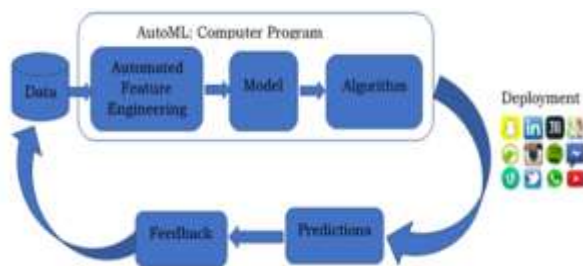 AutoML: Computer Program
Data
Automated
Feature
Engineering
Model
Algorithm
Deployment
Feedback
Predictions